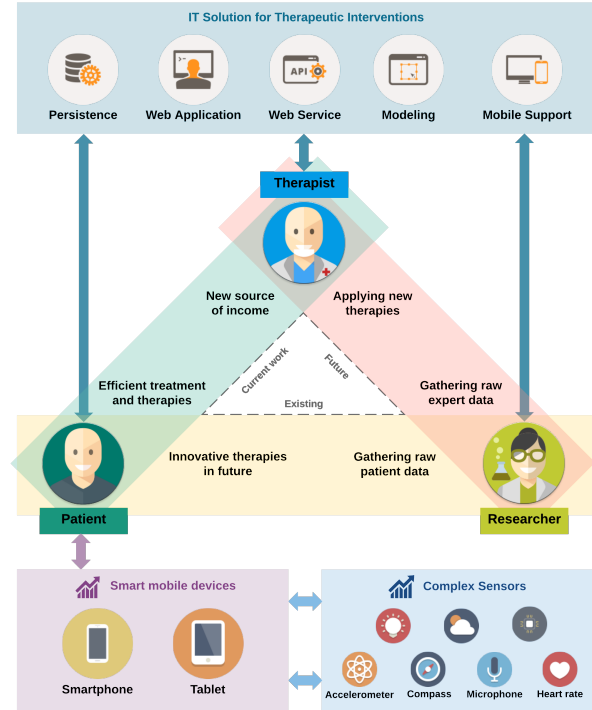 IT Solution for Therapeutic Interventions
API
Persistence
Web Application
Web Service
Modeling
Mobile Support
Therapist
New source
of income
Applying new
therapies
Current work
Future
Existing
Efficient treatment
and therapies
Gathering raw
expert data
Innovative therapies
in future
Gathering raw
patient data
Patient
Researcher
Smart mobile devices
Smartphone
Tablet
Complex Sensors
Accelerometer
Compass
Microphone
Heart rate